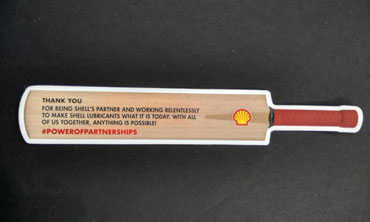 THANK YOU
FOR BEING SHELL'S PARTNER AND WORKING RELENTLESSLY
TO MAKE SHELL LUBRICANTS WHAT IT IS TODAY. WITH ALL
OF US TOGETHER, ANYTHING IS POSSIBLE!
#POWEROFPARTNERSHIPS